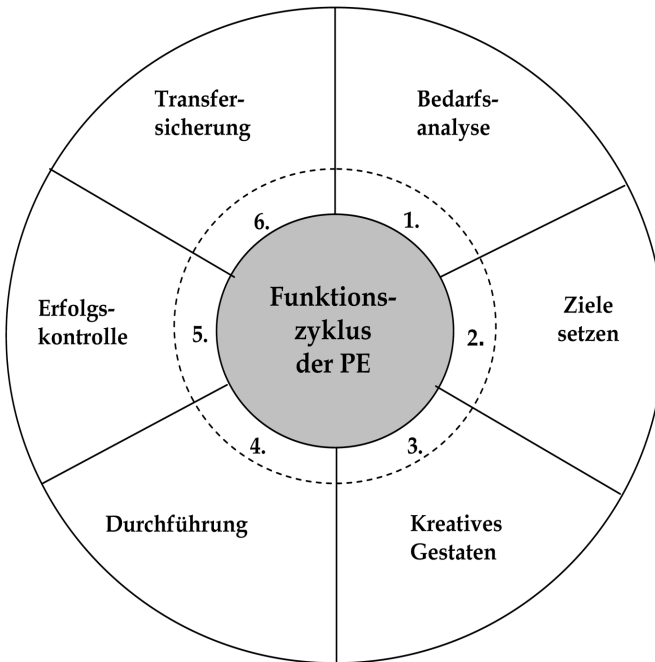 Funktions-
zyklus
der PE
1.
Bedarfs-
analyse
2.
Ziele
setzen
3.
Kreatives
Gestaten
4.
Durchführung
5.
Erfolgs-
kontrolle
6.
Transfer-
sicherung